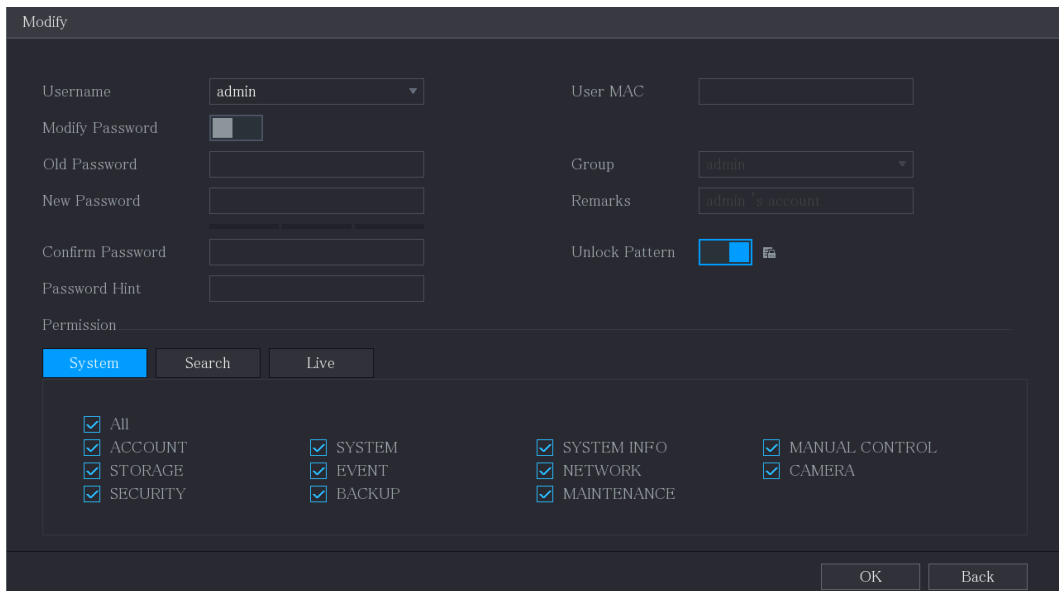 Modify
Username admin User MAC
Modify Password
Old Password Group admin
New Password Remarks admin 's account
Confirm Password Unlock Pattern
Password Hint
Permission
System Search Live
All
ACCOUNT SYSTEM SYSTEM INFO MANUAL CONTROL
STORAGE EVENT NETWORK CAMERA
SECURITY BACKUP MAINTENANCE
OK Back